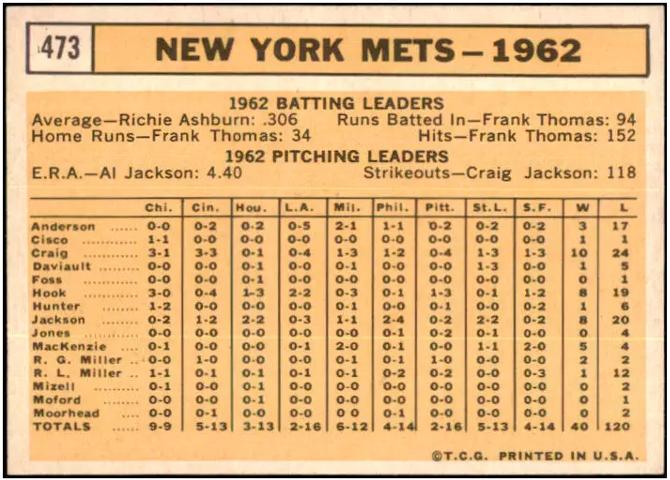 473 NEW YORK METS – 1962
1962 BATTING LEADERS
Average—Richie Ashburn: .306 Runs Batted In—Frank Thomas: 94
Home Runs—Frank Thomas: 34 Hits—Frank Thomas: 152
1962 PITCHING LEADERS
E.R.A.—Al Jackson: 4.40 Strikeouts—Craig Jackson: 118
Chi. Cin. Hou. L.A. Mil. Phil. Pitt. St.L. S.F. W L
Anderson ...... 0-0 0-2 0-2 0-5 2-1 1-1 0-2 0-2 0-2 3 17
Cisco ............ 1-1 0-0 0-0 0-0 0-0 0-0 0-0 0-0 0-0 1 1
Craig ............ 3-1 3-3 0-1 0-4 1-3 1-2 0-4 1-3 1-3 10 24
Daviault ........ 0-0 0-0 0-1 0-0 0-1 0-0 0-0 1-3 0-0 1 5
Foss ............ 0-0 0-0 0-1 0-0 0-0 0-0 0-0 0-0 0-0 0 1
Hook ............ 3-0 0-4 1-3 2-2 0-3 0-1 1-3 0-1 1-2 8 19
Hunter .......... 1-2 0-0 0-0 0-0 0-1 0-0 0-1 0-0 0-2 1 6
Jackson ........ 0-2 1-2 2-2 0-3 1-1 2-4 0-2 2-2 0-2 8 20
Jones ........... 0-0 0-0 0-0 0-0 0-0 0-1 0-2 0-1 0-0 0 4
MacKenzie .... 0-1 0-0 0-0 0-1 2-0 0-1 0-0 1-1 2-0 5 4
R. G. Miller .... 0-0 1-0 0-0 0-0 0-1 0-1 1-0 0-0 0-0 2 2
R. L. Miller .. 1-1 0-1 0-1 0-1 0-1 0-2 0-2 0-0 0-3 1 12
Mizell .......... 0-1 0-0 0-1 0-0 0-0 0-0 0-0 0-0 0-0 0 2
Moford ......... 0-0 0-0 0-1 0-0 0-0 0-0 0-0 0-0 0-0 0 1
Moorhead .... 0-0 0-1 0-0 0-0 0 0 0-1 0-0 0-0 0-0 0 2
TOTALS ........ 9-9 5-13 3-13 2-16 6-12 4-14 2-16 5-13 4-14 40 120
©T.C.G. PRINTED IN U.S.A.